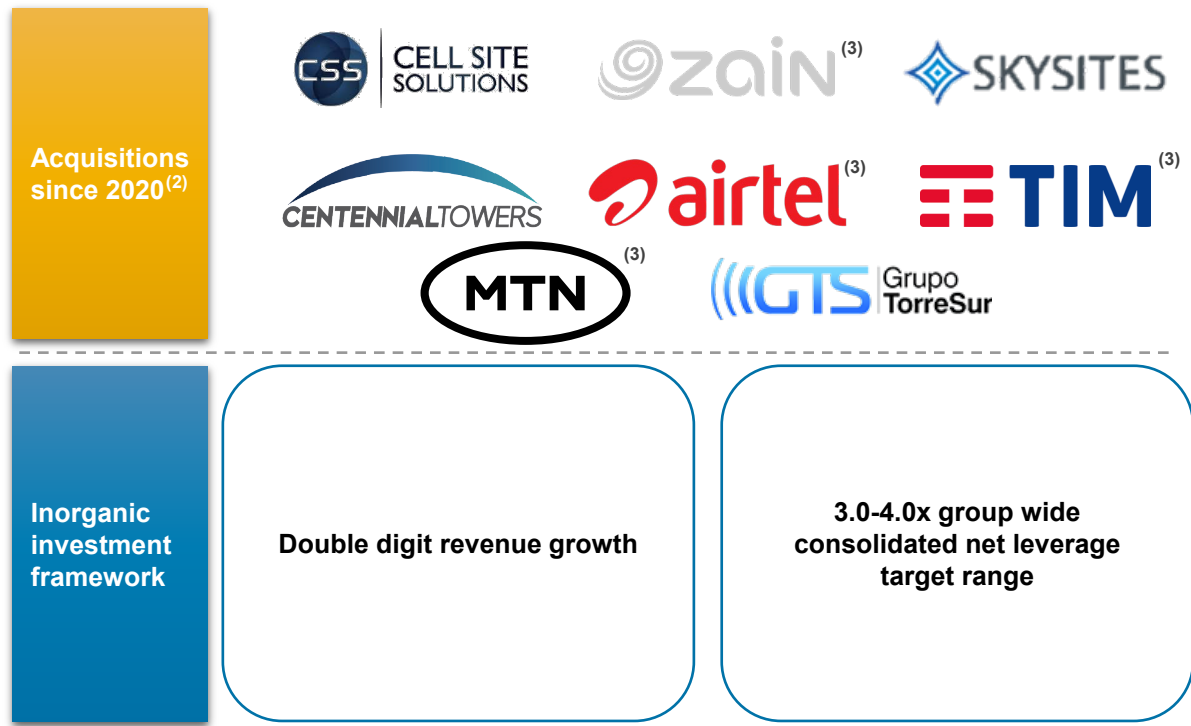 Acquisitions
since 2020(2)
CSS
CELL SITE
SOLUTIONS
zain(3)
SKYSITES
CENTENNIALTOWERS
airtel(3)
TIM(3)
MTN(3)
GTS
Grupo
TorreSur
Inorganic
investment
framework
Double digit revenue growth
3.0-4.0x group wide
consolidated net leverage
target range